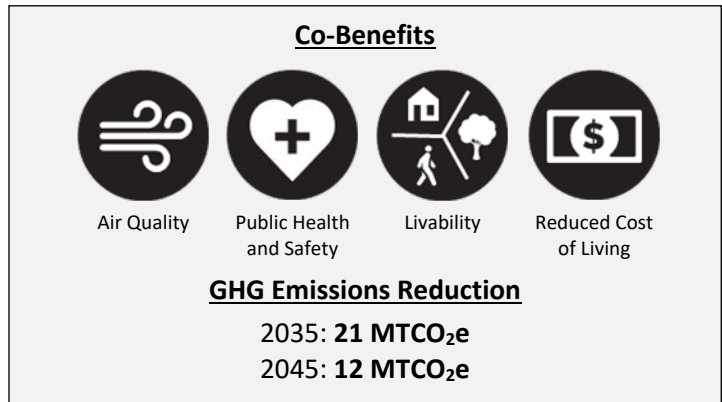 Co-Benefits
$
Air Quality
Public Health
and Safety
Livability
Reduced Cost
of Living
GHG Emissions Reduction
2035: 21 MTCO₂e
2045: 12 MTCO₂e